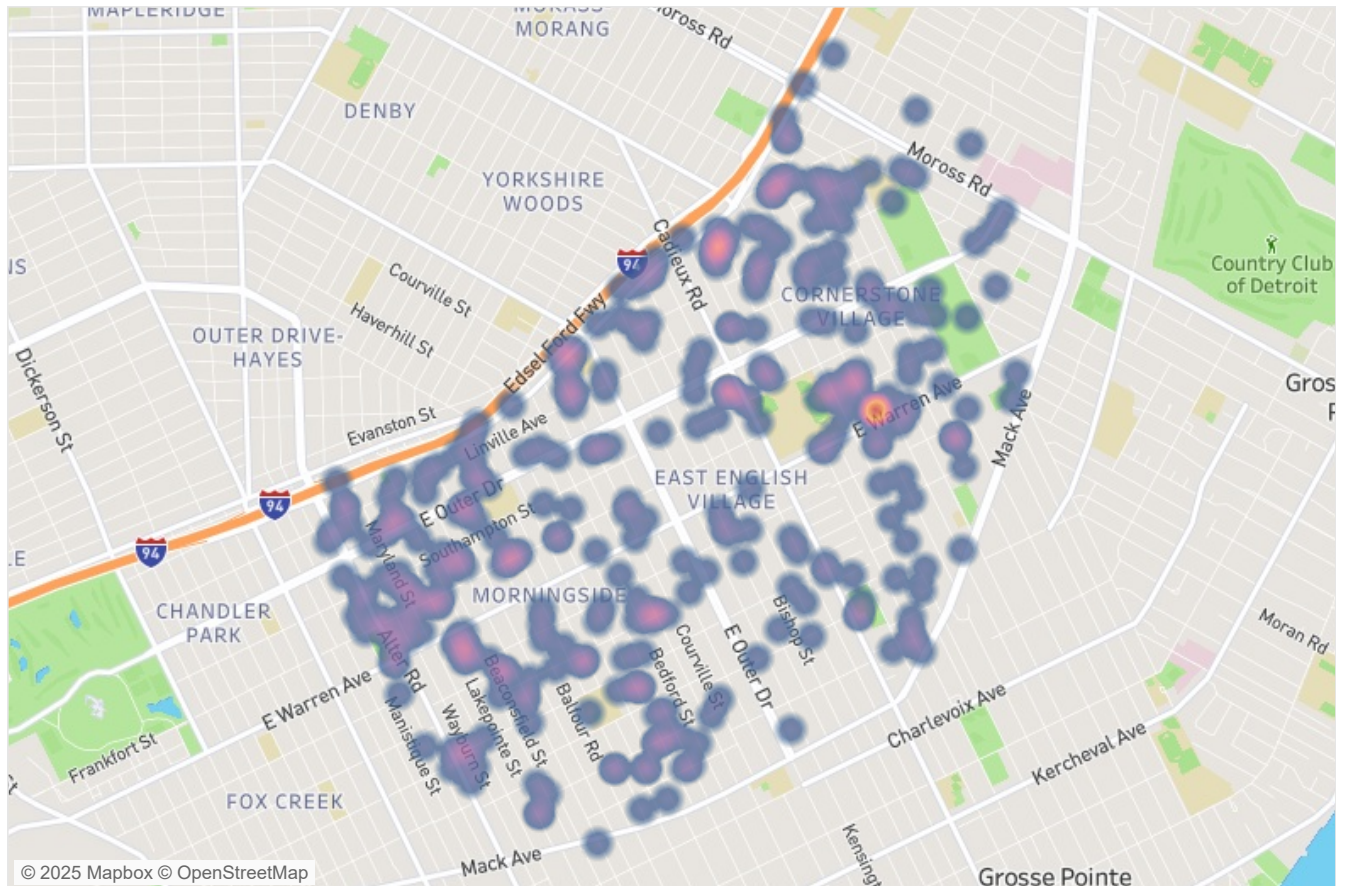 MAPLERIDGE
MORASS-
MORANG
Moross Rd
DENBY
YORKSHIRE
WOODS
Moross Rd
Cadieux Rd
94
Country Club
of Detroit
NS
Courville St
Haverhill St
CORNERSTONE
VILLAGE
OUTER DRIVE-
HAYES
Edsel Ford Fwy
Dickerson St
Gros
Evanston St
Linville Ave
E Warren Ave
Mack Ave
EAST ENGLISH
VILLAGE
94
E Outer Dr
Southampton St
94
LE
Maryland St
MORNINGSIDE
CHANDLER
PARK
Alter Rd
Bishop St
E Outer Dr
Courville St
Moran Rd
E Warren Ave
Beaconsfield St
Bedford St
Lakepointe St
Balfour Rd
Manistique St
Wayburn St
Charlevoix Ave
Frankfort St
Kercheval Ave
FOX CREEK
Mack Ave
Kensingt
© 2025 Mapbox © OpenStreetMap
Grosse Pointe